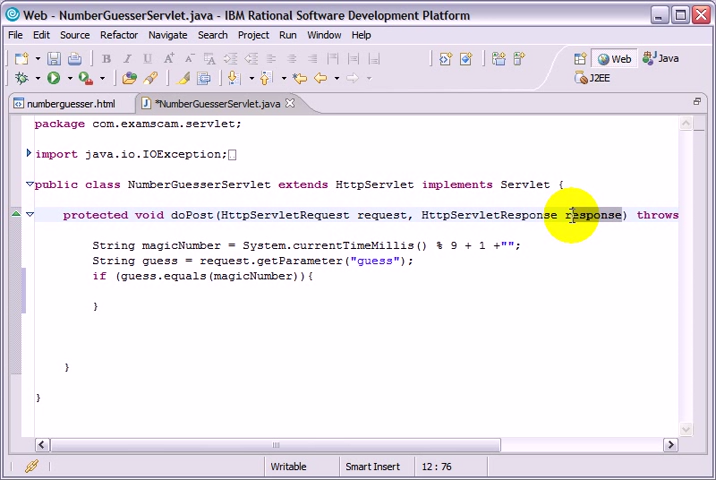 Web - NumberGuesserServlet.java - IBM Rational Software Development Platform
File Edit Source Refactor Navigate Search Project Run Window Help
Web Java
J2EE
numberguesser.html *NumberGuesserServlet.java
package com.examscam.servlet;
import java.io.IOException;
public class NumberGuesserServlet extends HttpServlet implements Servlet {
protected void doPost(HttpServletRequest request, HttpServletResponse response) throws
String magicNumber = System.currentTimeMillis() % 9 + 1 +"";
String guess = request.getParameter("guess");
if (guess.equals(magicNumber)){
}
}
}
Writable Smart Insert 12 : 76